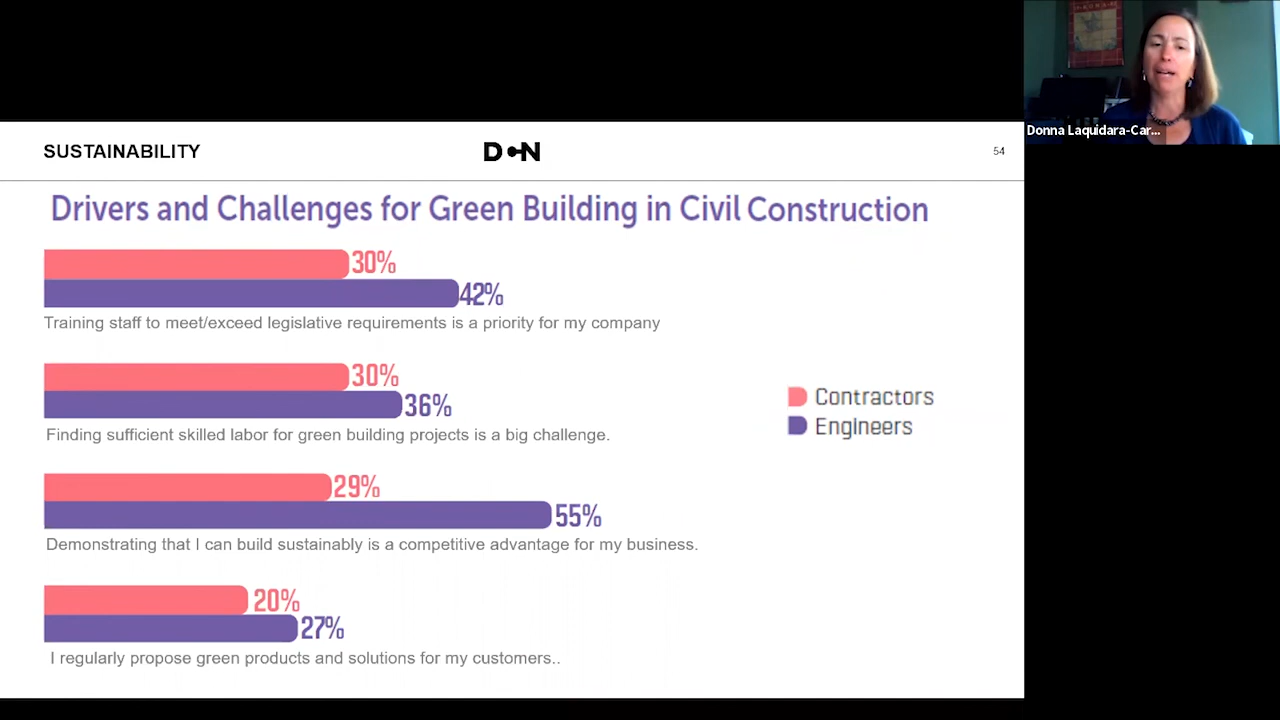 Donna Laquidara-Car...
SUSTAINABILITY
D N
54
Drivers and Challenges for Green Building in Civil Construction
30%
42%
Training staff to meet/exceed legislative requirements is a priority for my company
30%
36%
Finding sufficient skilled labor for green building projects is a big challenge.
Contractors
Engineers
29%
55%
Demonstrating that I can build sustainably is a competitive advantage for my business.
20%
27%
I regularly propose green products and solutions for my customers..